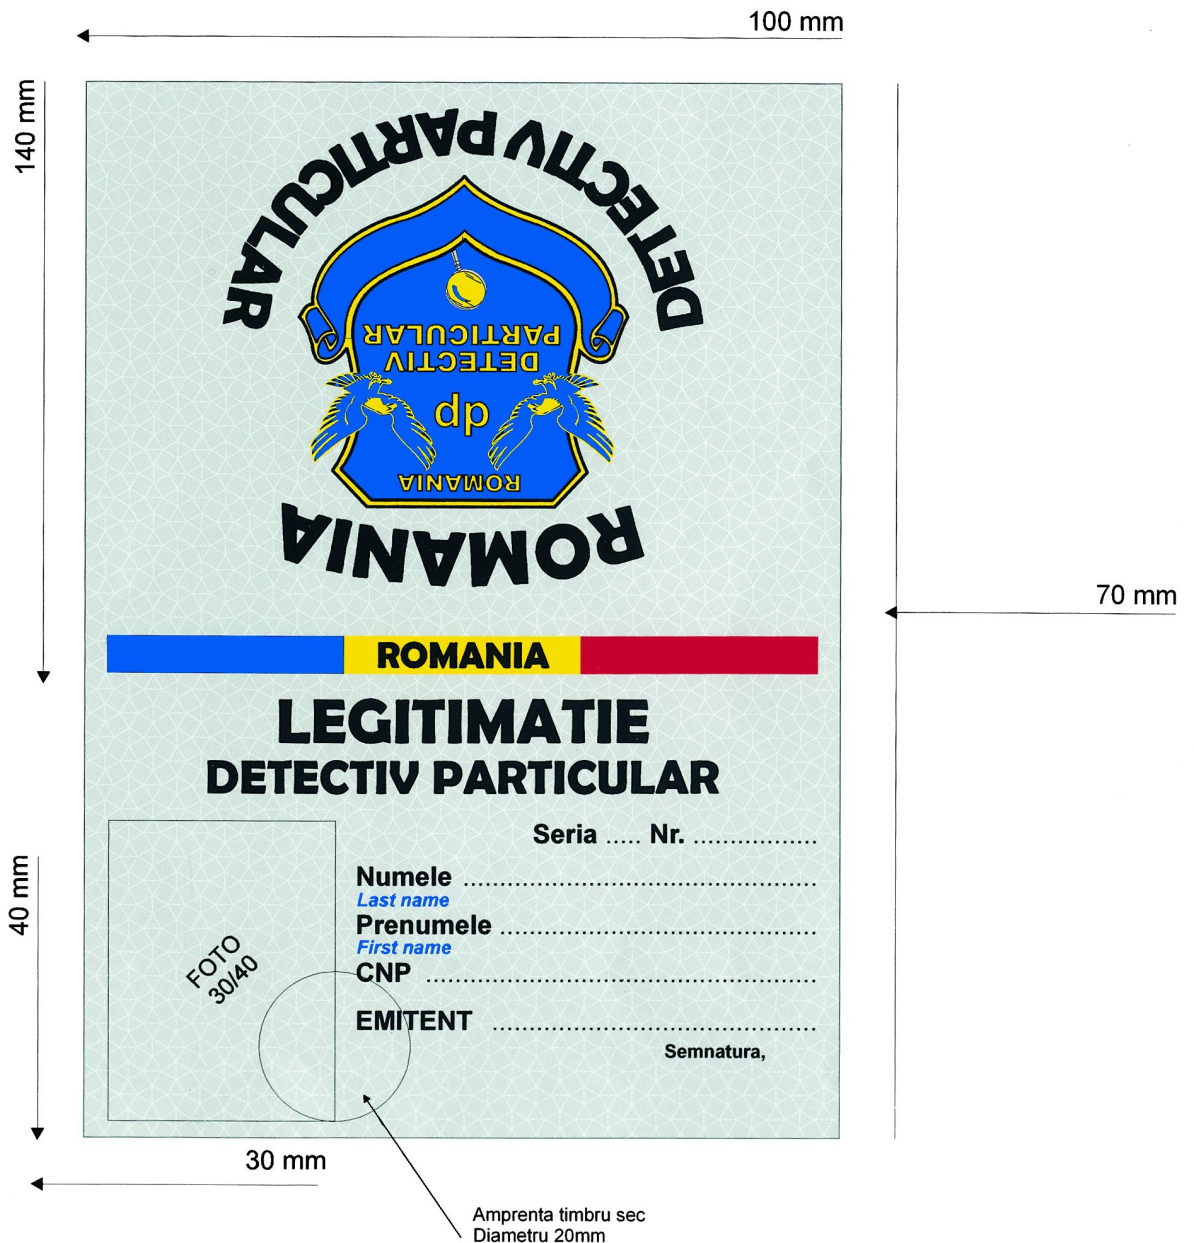 100 mm
140 mm
DETECTIV PARTICULAR
PARTICULAR
DETECTIV
dp
ROMANIA
ROMANIA
70 mm
ROMANIA
LEGITIMATIE
DETECTIV PARTICULAR
Seria ..... Nr. .................
Numele ................................................
Last name
Prenumele ...........................................
First name
CNP .....................................................
40 mm
FOTO
30/40
EMITENT ............................................
Semnatura,
30 mm
Amprenta timbru sec
Diametru 20mm